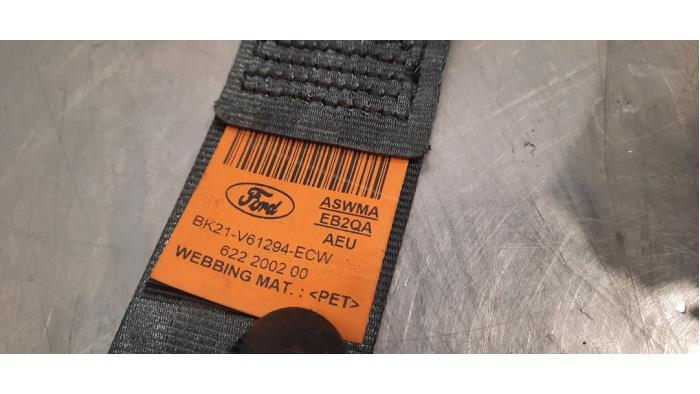 Ford
ASWMA
EB2QA
AEU
BK21-V61294-ECW
622 2002 00
WEBBING MAT. : <PET>